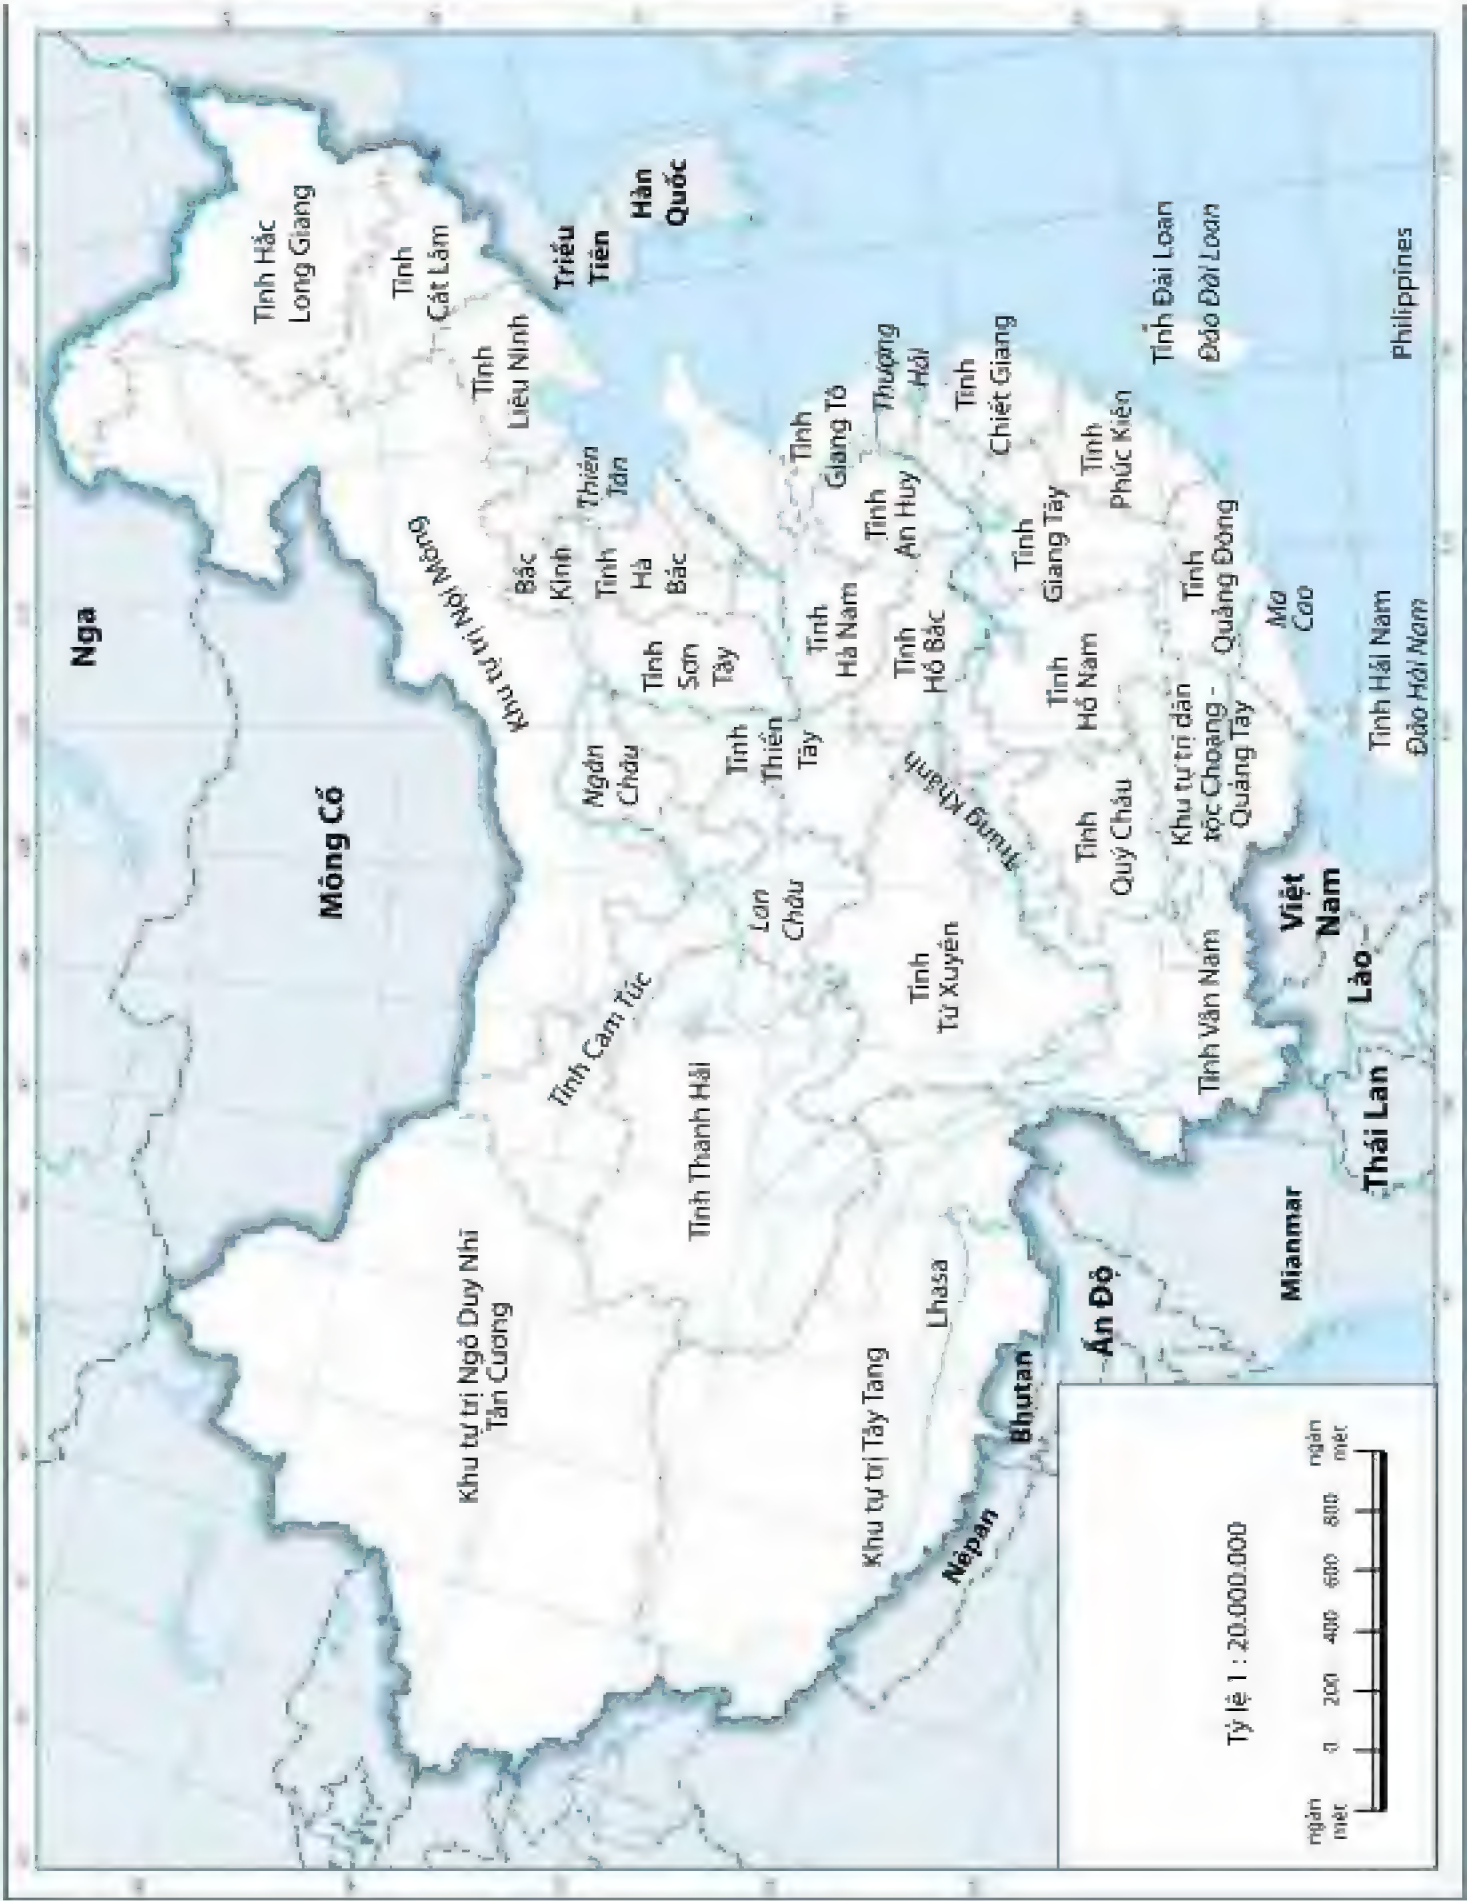 Nga
Mông Cổ
Tỉnh Hắc
Long Giang
Tỉnh
Cát Lâm
Tỉnh
Liêu Ninh
Triều
Tiên
Hàn
Quốc
Khu tự trị Nội Mông
Bắc
Kinh
Thiên
Tân
Tỉnh
Hà
Bắc
Tỉnh
Sơn
Tây
Ngân
Châu
Tỉnh
Thiển
Tây
Lan
Châu
Tỉnh Cam Túc
Tỉnh Thanh Hải
Khu tự trị Ngô Duy Nhĩ
Tân Cương
Khu tự trị Tây Tạng
Lhasa
Tỉnh
Giang Tô
Thượng
Hải
Tỉnh
An Huy
Tỉnh
Hà Nam
Tỉnh
Hồ Bắc
Trùng Khánh
Tỉnh
Tứ Xuyên
Tỉnh
Chiết Giang
Tỉnh
Giang Tây
Tỉnh
Hồ Nam
Tỉnh
Quý Châu
Tỉnh
Phúc Kiến
Tỉnh Đài Loan
Đảo Đài Loan
Tỉnh
Quảng Đông
Ma
Cao
Khu tự trị dân
tộc Choang -
Quảng Tây
Tỉnh Vân Nam
Tỉnh Hải Nam
Đảo Hải Nam
Philippines
Việt
Nam
Lào
Thái Lan
Mianmar
Ấn Độ
Bhutan
Nêpan
Tỷ lệ 1 : 20.000.000
ngàn
mét
0
200
400
600
800
ngàn
mét